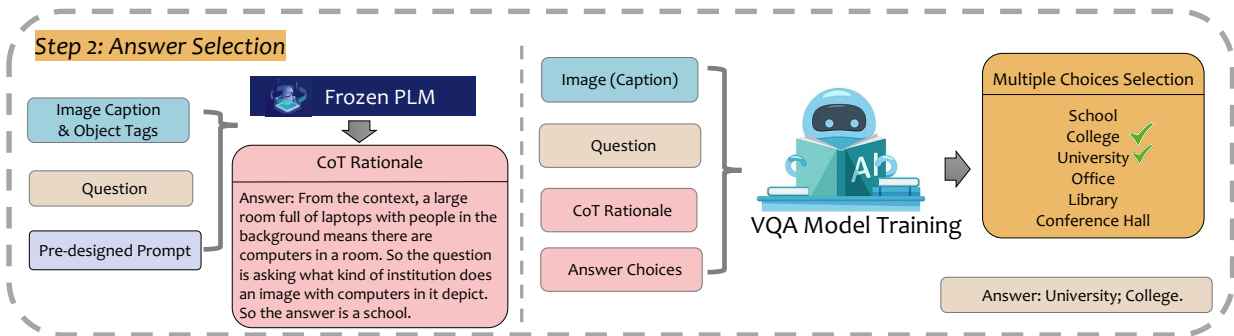 Step 2: Answer Selection
Image Caption
& Object Tags
Question
Pre-designed Prompt
Frozen PLM
CoT Rationale
Answer: From the context, a large
room full of laptops with people in the
background means there are
computers in a room. So the question
is asking what kind of institution does
an image with computers in it depict.
So the answer is a school.
Image (Caption)
Question
CoT Rationale
Answer Choices
AI
VQA Model Training
Multiple Choices Selection
School
College
University
Office
Library
Conference Hall
Answer: University; College.